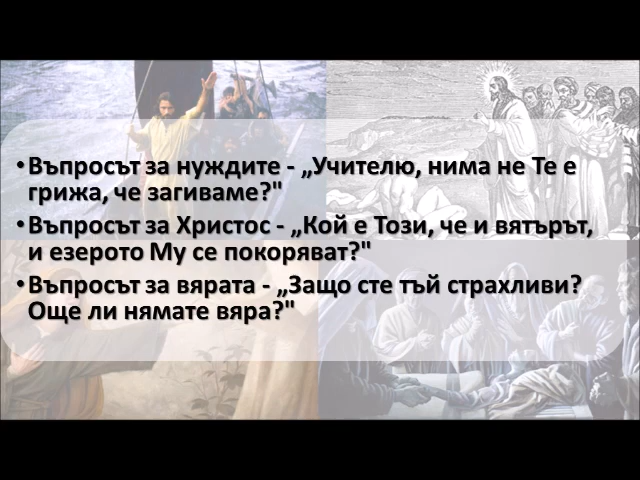 • Въпросът за нуждите - „Учителю, нима не Те е
грижа, че загиваме?"
• Въпросът за Христос - „Кой е Този, че и вятърът,
и езерото Му се покоряват?"
• Въпросът за вярата - „Защо сте тъй страхливи?
Още ли нямате вяра?"